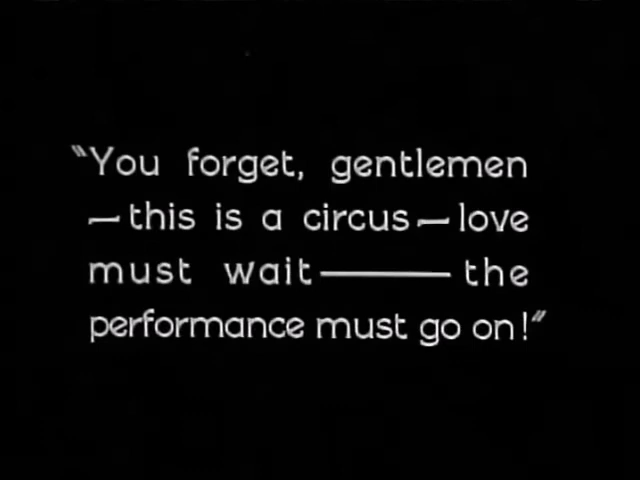 "You forget, gentlemen
—this is a circus—love
must wait———the
performance must go on!"